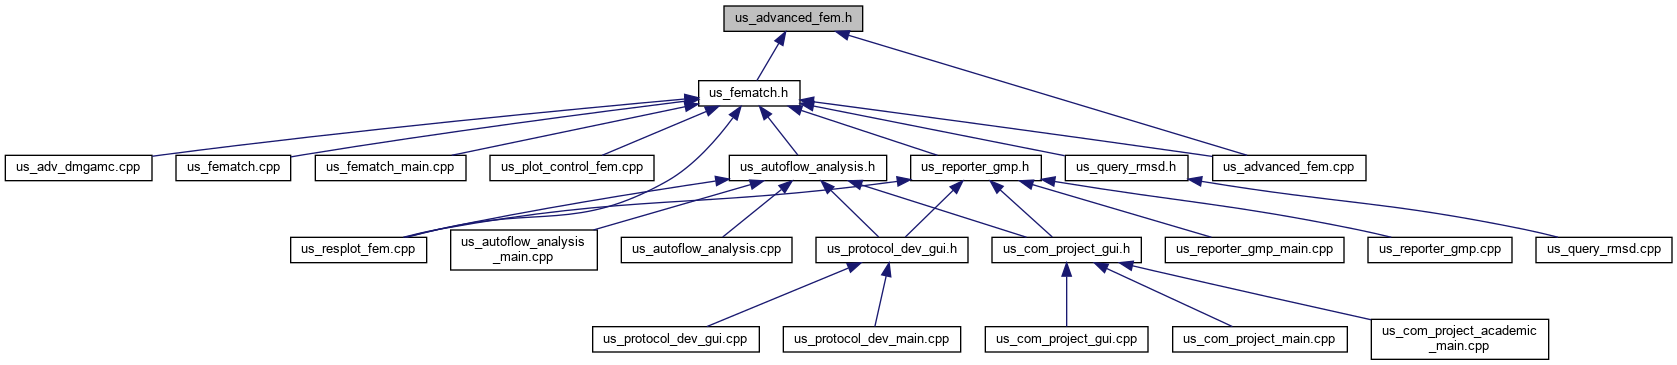 us_advanced_fem.h
us_fematch.h
us_adv_dmgamc.cpp
us_fematch.cpp
us_fematch_main.cpp
us_plot_control_fem.cpp
us_autoflow_analysis.h
us_reporter_gmp.h
us_query_rmsd.h
us_advanced_fem.cpp
us_resplot_fem.cpp
us_autoflow_analysis
_main.cpp
us_autoflow_analysis.cpp
us_protocol_dev_gui.h
us_com_project_gui.h
us_reporter_gmp_main.cpp
us_reporter_gmp.cpp
us_query_rmsd.cpp
us_protocol_dev_gui.cpp
us_protocol_dev_main.cpp
us_com_project_gui.cpp
us_com_project_main.cpp
us_com_project_academic
_main.cpp